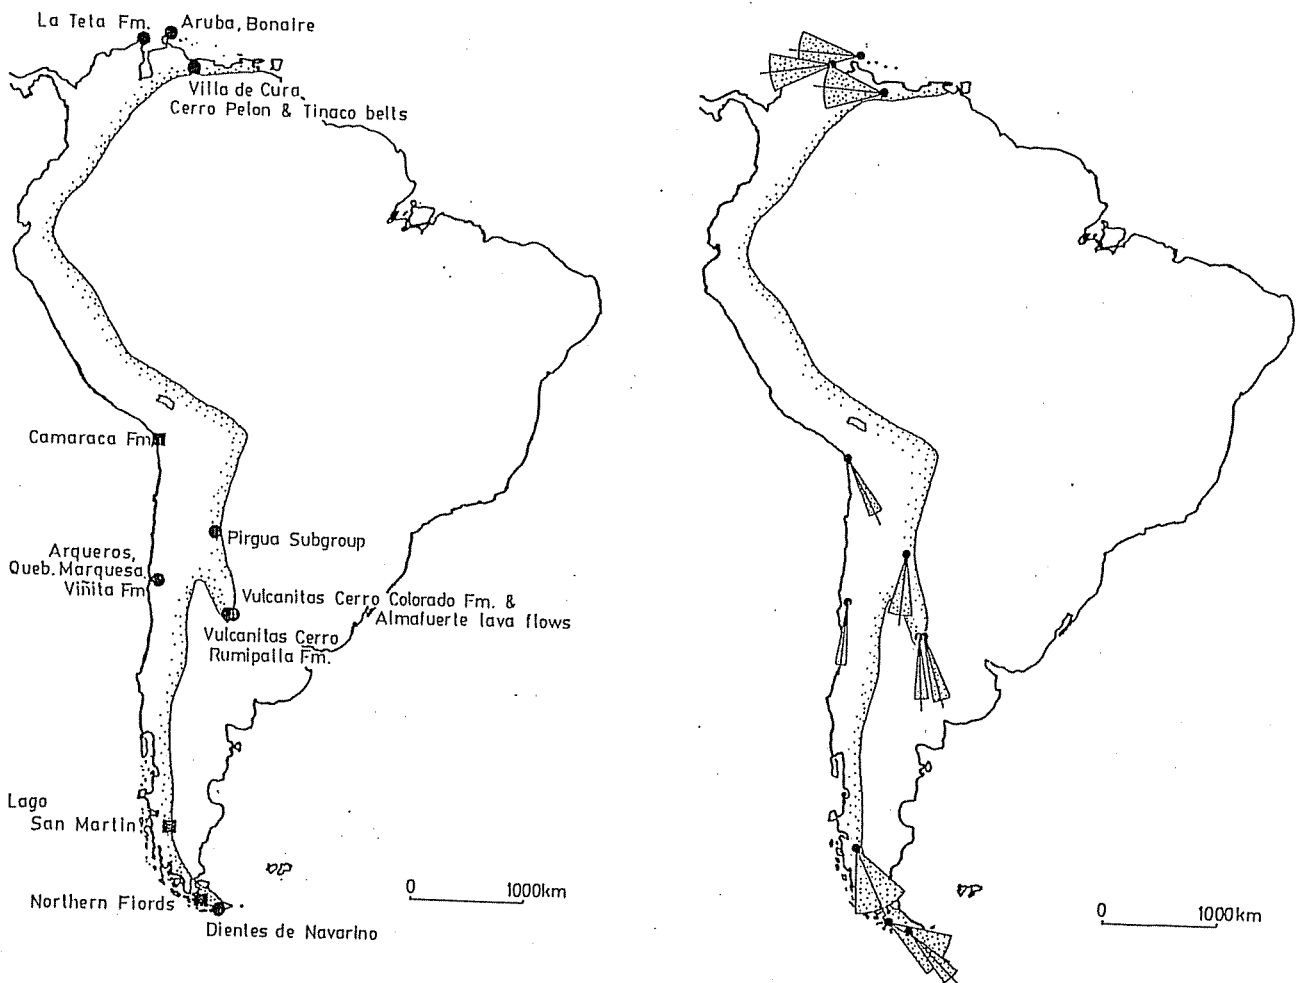 La Teta Fm.
Aruba, Bonaire
Villa de Cura,
Cerro Pelon & Tinaco belts
Camaraca Fm
Pirgua Subgroup
Arqueros,
Queb. Marquesa,
Viñita Fm
Vulcanitas Cerro Colorado Fm. &
Almafuerte lava flows
Vulcanitas Cerro
Rumipalla Fm.
Lago
San Martin
Northern Fiords
Dientes de Navarino
0 1000km
0 1000km